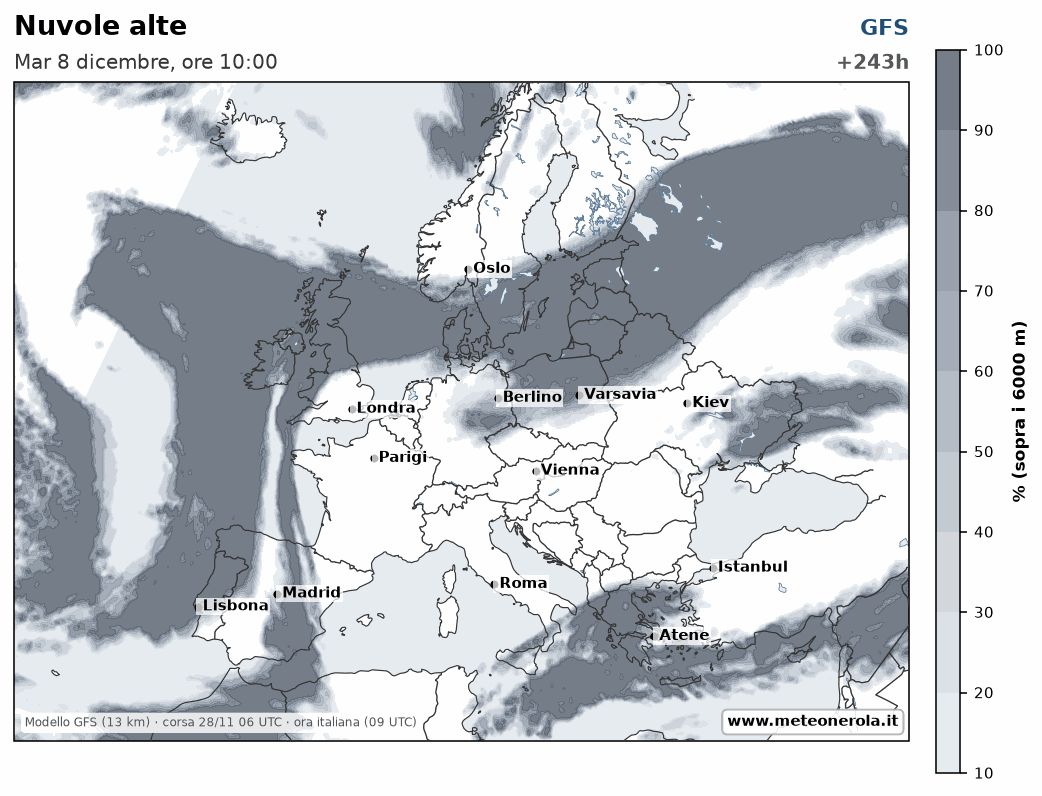 Nuvole alte
GFS
Mar 8 dicembre, ore 10:00
+243h
100
90
80
70
60
50
40
30
20
10
% (sopra i 6000 m)
Oslo
Berlino
Varsavia
Kiev
Londra
Parigi
Vienna
Istanbul
Roma
Madrid
Lisbona
Atene
Modello GFS (13 km) · corsa 28/11 06 UTC · ora italiana (09 UTC)
www.meteonerola.it